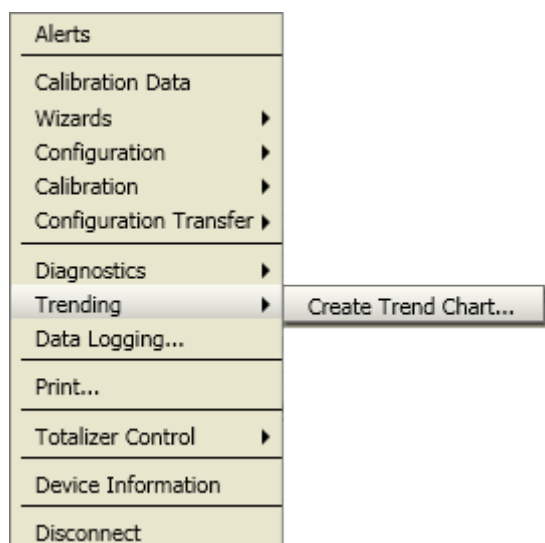 Alerts
Calibration Data
Wizards
Configuration
Calibration
Configuration Transfer
Diagnostics
Trending
Create Trend Chart...
Data Logging...
Print...
Totalizer Control
Device Information
Disconnect